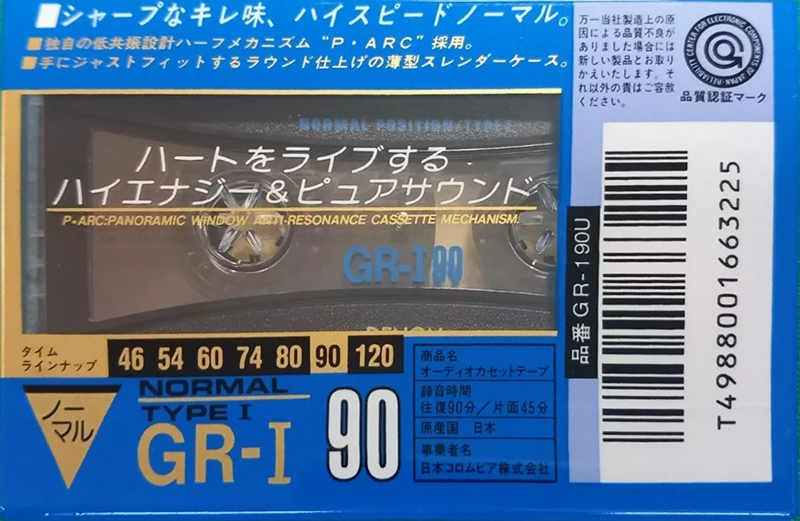 ■シャープなキレ味、ハイスピードノーマル。
■独自の低共振設計ハーフメカニズム“P・ARC”採用。
■手にジャストフィットするラウンド仕上げの薄型スレンダーケース。
万一当社製造上の原
因による品質不良が
ありました場合には
新しい製品とお取り
かえいたします。そ
れ以外の責はご容赦
ください。
RELIABILITY CENTER FOR ELECTRONIC COMPONENTS OF JAPAN
品質認証マーク
NORMAL POSITION/TYPE I
ハートをライブする
ハイエナジー&ピュアサウンド
P・ARC:PANORAMIC WINDOW ANTI-RESONANCE CASSETTE MECHANISM.
GR-I 90
DENON
品番 GR-I 90U
T4988001663225
タイム
ラインナップ
46 54 60 74 80 90 120
ノーマル
NORMAL
TYPE I
GR-I
90
商品名
オーディオカセットテープ
録音時間
往復90分/片面45分
原産国 日本
事業者名
日本コロムビア株式会社